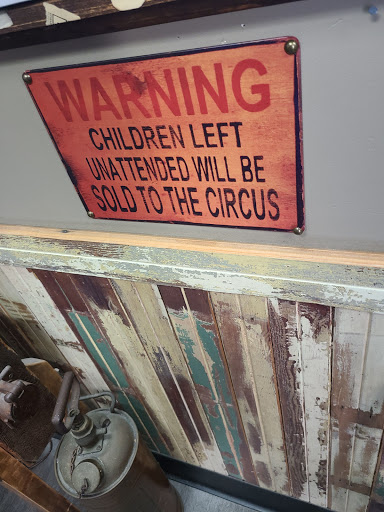 WARNING
CHILDREN LEFT
UNATTENDED WILL BE
SOLD TO THE CIRCUS